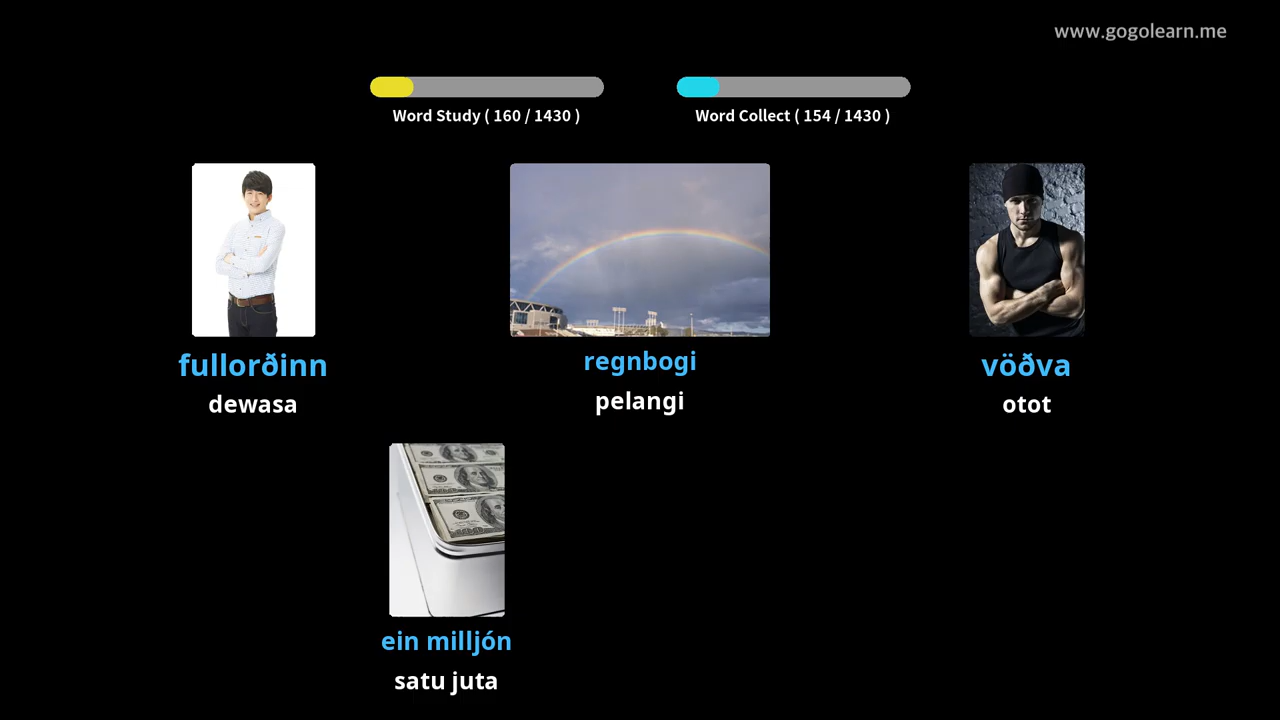 www.gogolearn.me
Word Study ( 160 / 1430 )
Word Collect ( 154 / 1430 )
fullorðinn
dewasa
regnbogi
pelangi
vöðva
otot
ein milljón
satu juta